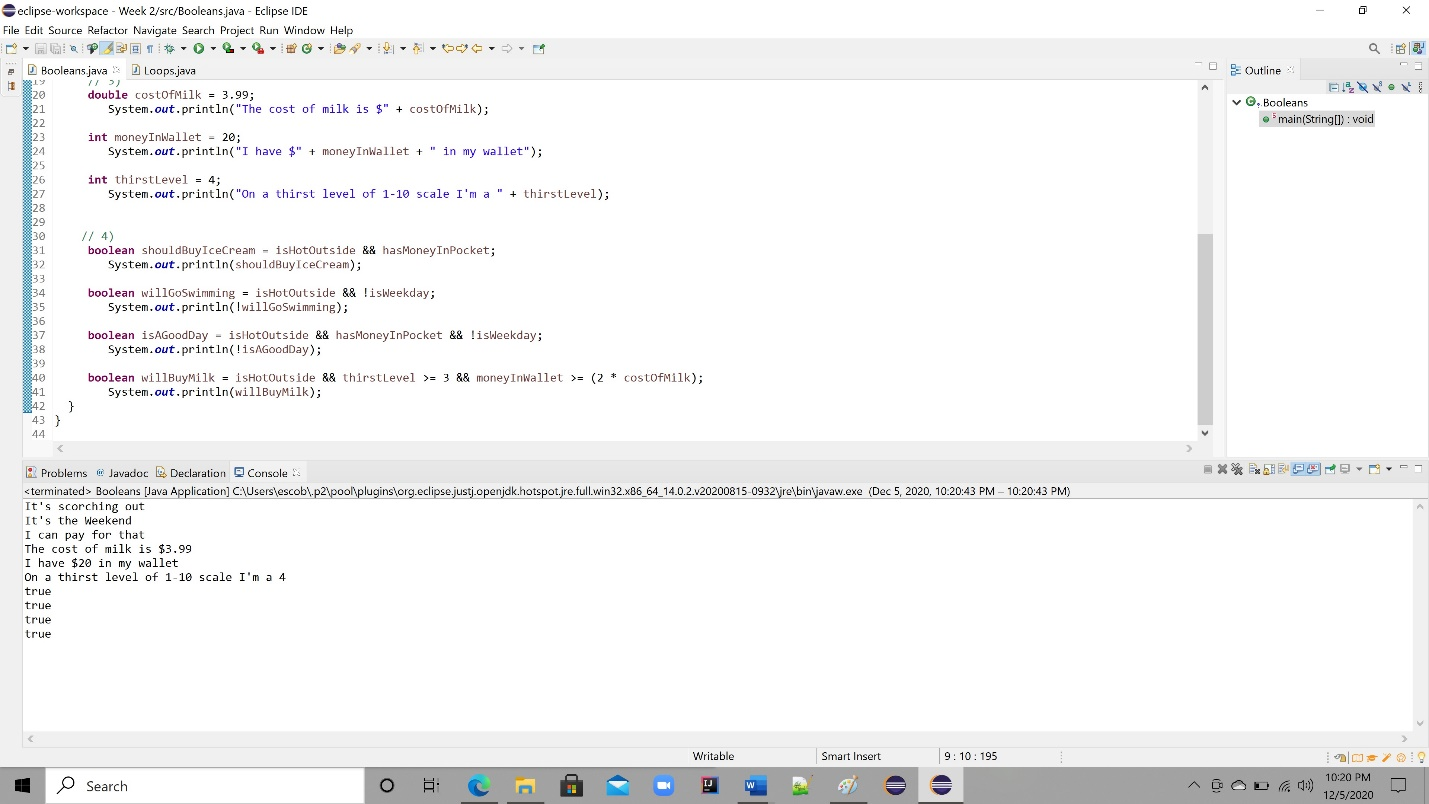 eclipse-workspace - Week 2/src/Booleans.java - Eclipse IDE
File Edit Source Refactor Navigate Search Project Run Window Help
Booleans.java Loops.java
19 // 3)
20 double costOfMilk = 3.99;
21 System.out.println("The cost of milk is $" + costOfMilk);
22
23 int moneyInWallet = 20;
24 System.out.println("I have $" + moneyInWallet + " in my wallet");
25
26 int thirstLevel = 4;
27 System.out.println("On a thirst level of 1-10 scale I'm a " + thirstLevel);
28
29
30 // 4)
31 boolean shouldBuyIceCream = isHotOutside && hasMoneyInPocket;
32 System.out.println(shouldBuyIceCream);
33
34 boolean willGoSwimming = isHotOutside && !isWeekday;
35 System.out.println(!willGoSwimming);
36
37 boolean isAGoodDay = isHotOutside && hasMoneyInPocket && !isWeekday;
38 System.out.println(!isAGoodDay);
39
40 boolean willBuyMilk = isHotOutside && thirstLevel >= 3 && moneyInWallet >= (2 * costOfMilk);
41 System.out.println(willBuyMilk);
42 }
43 }
44
Outline
Booleans
main(String[]) : void
Problems @ Javadoc Declaration Console
<terminated> Booleans [Java Application] C:\Users\escob\.p2\pool\plugins\org.eclipse.justj.openjdk.hotspot.jre.full.win32.x86_64_14.0.2.v20200815-0932\jre\bin\javaw.exe (Dec 5, 2020, 10:20:43 PM – 10:20:43 PM)
It's scorching out
It's the Weekend
I can pay for that
The cost of milk is $3.99
I have $20 in my wallet
On a thirst level of 1-10 scale I'm a 4
true
true
true
true
Writable Smart Insert 9 : 10 : 195
Search
10:20 PM
12/5/2020